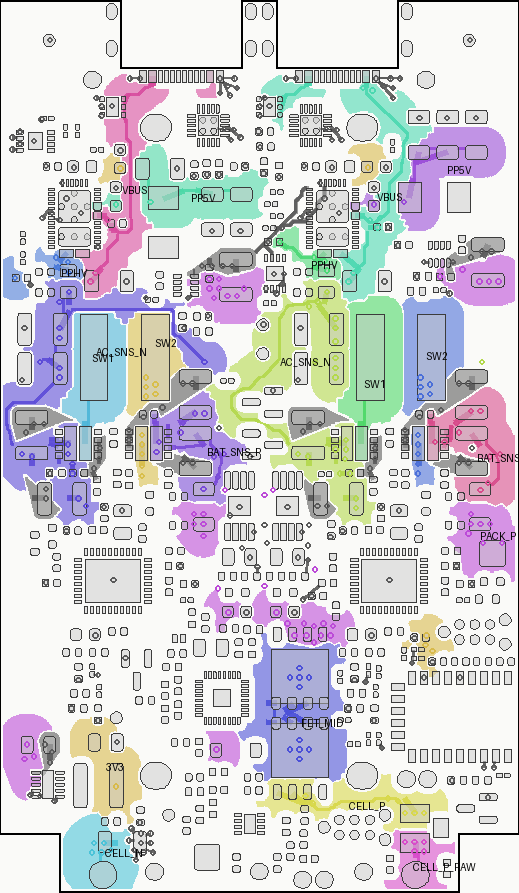 VBUS
PP5V
PP5V
VBUS
PPHV
PPHV
SW2
AC_SNS_N
SW1
AC_SNS_N
SW2
SW1
BAT_SNS_P
BAT_SNS
PACK_P
FET_MID
3V3
CELL_P
CELL_N
CELL_P_RAW